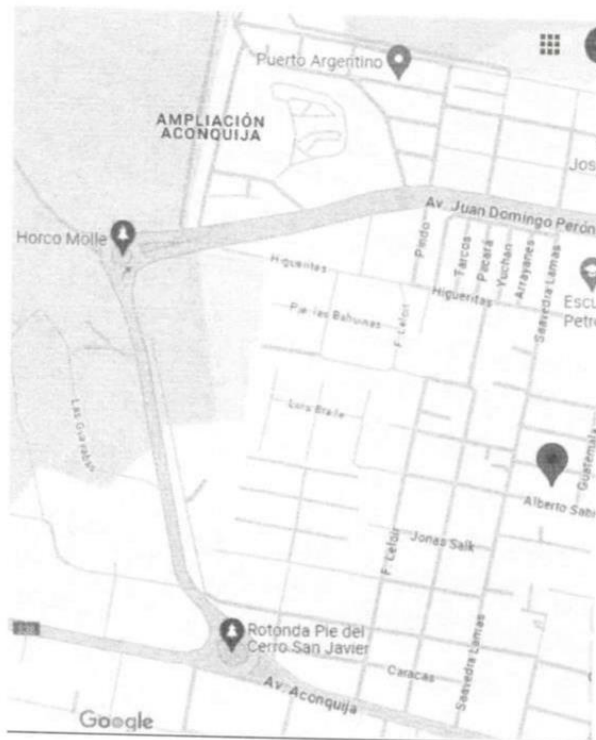 Puerto Argentino
AMPLIACIÓN
ACONQUIJA
Jos
Av. Juan Domingo Perón
Horco Molle
Pindo
Tarcos
Pacará
Yuchan
Arrayanes
Saavedra Lamas
Higueritas
Higueritas
Escu
Petro
F. Leloir
Luis Braile
Guatemala
Alberto Sabi
Jonas Salk
F. Leloir
Rotonda Pie del
Cerro San Javier
Caracas
Saavedra Lamas
Av. Aconquija
Google